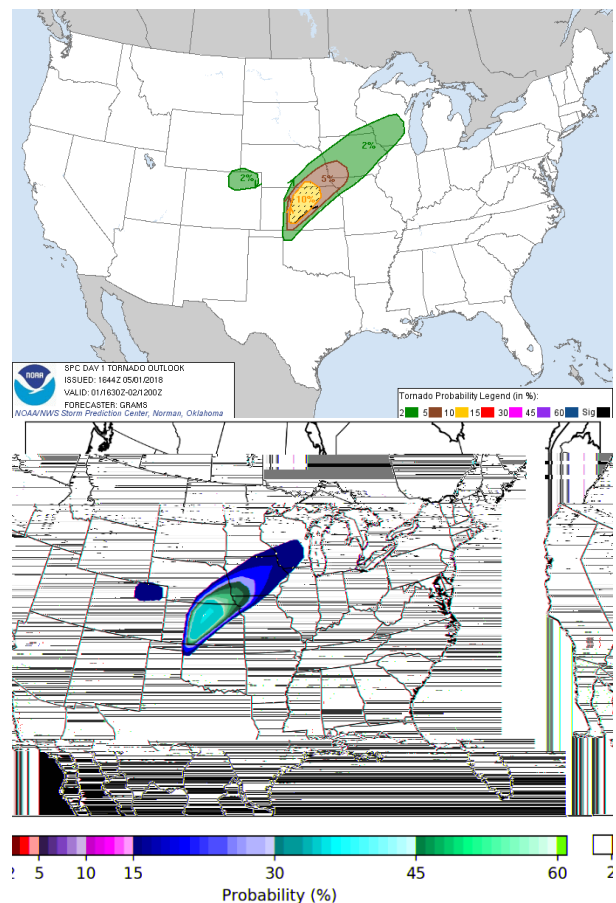 2%
2%
5%
10%
NOAA
SPC DAY 1 TORNADO OUTLOOK
ISSUED: 1644Z 05/01/2018
VALID: 01/1630Z-02/1200Z
FORECASTER: GRAMS
NOAA/NWS Storm Prediction Center, Norman, Oklahoma
Tornado Probability Legend (in %):
2 5 10 15 30 45 60 Sig
5 10 15 30 45 60 2
Probability (%)